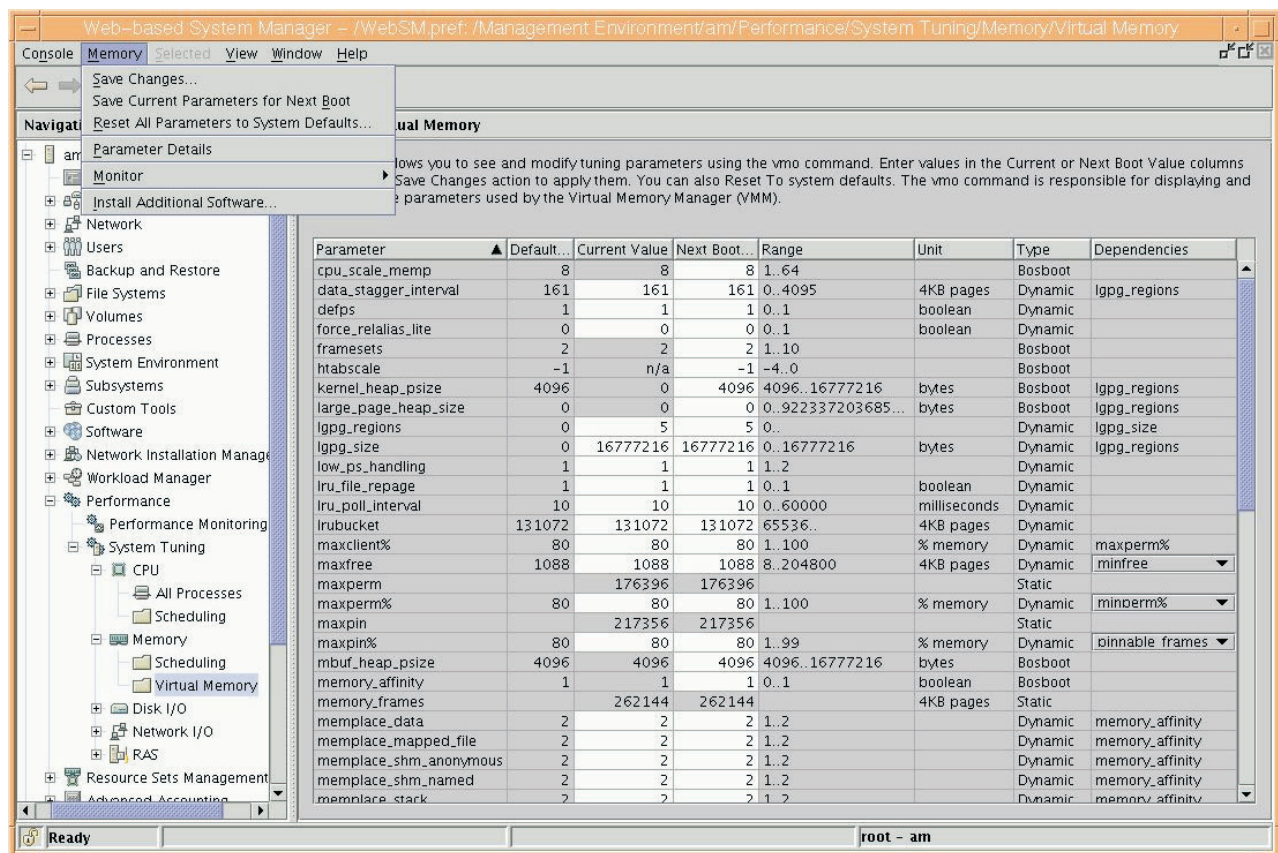 Web-based System Manager - /WebSM.pref: /Management Environment/am/Performance/System Tuning/Memory/Virtual Memory
Console Memory Selected View Window Help
Save Changes...
Save Current Parameters for Next Boot
Reset All Parameters to System Defaults...
Parameter Details
Monitor
Install Additional Software...
Navigati
ual Memory
am
Network
Users
Backup and Restore
File Systems
Volumes
Processes
System Environment
Subsystems
Custom Tools
Software
Network Installation Manage
Workload Manager
Performance
Performance Monitoring
System Tuning
CPU
All Processes
Scheduling
Memory
Scheduling
Virtual Memory
Disk I/O
Network I/O
RAS
Resource Sets Management
Advanced Accounting
lows you to see and modify tuning parameters using the vmo command. Enter values in the Current or Next Boot Value columns
Save Changes action to apply them. You can also Reset To system defaults. The vmo command is responsible for displaying and
e parameters used by the Virtual Memory Manager (VMM).
Parameter Default... Current Value Next Boot... Range Unit Type Dependencies
cpu_scale_memp 8 8 8 1..64 Bosboot
data_stagger_interval 161 161 161 0..4095 4KB pages Dynamic lgpg_regions
defps 1 1 1 0..1 boolean Dynamic
force_relalias_lite 0 0 0 0..1 boolean Dynamic
framesets 2 2 2 1..10 Bosboot
htabscale -1 n/a -1 -4..0 Bosboot
kernel_heap_psize 4096 0 4096 4096..16777216 bytes Bosboot lgpg_regions
large_page_heap_size 0 0 0 0..922337203685... bytes Bosboot lgpg_regions
lgpg_regions 0 5 5 0.. Dynamic lgpg_size
lgpg_size 0 16777216 16777216 0..16777216 bytes Dynamic lgpg_regions
low_ps_handling 1 1 1 1..2 Dynamic
lru_file_repage 1 1 1 0..1 boolean Dynamic
lru_poll_interval 10 10 10 0..60000 milliseconds Dynamic
lrubucket 131072 131072 131072 65536.. 4KB pages Dynamic
maxclient% 80 80 80 1..100 % memory Dynamic maxperm%
maxfree 1088 1088 1088 8..204800 4KB pages Dynamic minfree
maxperm 176396 176396 Static
maxperm% 80 80 80 1..100 % memory Dynamic minperm%
maxpin 217356 217356 Static
maxpin% 80 80 80 1..99 % memory Dynamic pinnable_frames
mbuf_heap_psize 4096 4096 4096 4096..16777216 bytes Bosboot
memory_affinity 1 1 1 0..1 boolean Bosboot
memory_frames 262144 262144 4KB pages Static
memplace_data 2 2 2 1..2 Dynamic memory_affinity
memplace_mapped_file 2 2 2 1..2 Dynamic memory_affinity
memplace_shm_anonymous 2 2 2 1..2 Dynamic memory_affinity
memplace_shm_named 2 2 2 1..2 Dynamic memory_affinity
memplace_stack 2 2 2 1..2 Dynamic memory_affinity
Ready
root - am